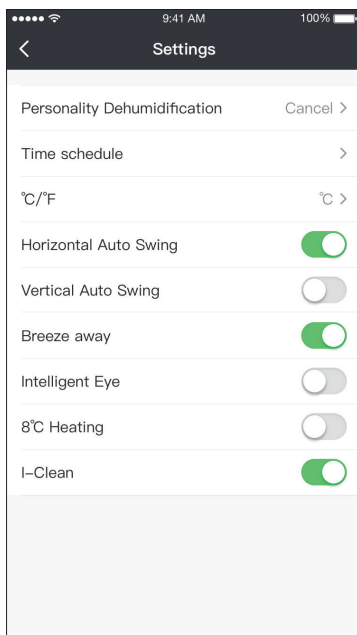 9:41 AM
100%
Settings
Personality Dehumidification Cancel >
Time schedule >
℃/℉ ℃ >
Horizontal Auto Swing
Vertical Auto Swing
Breeze away
Intelligent Eye
8℃ Heating
I-Clean